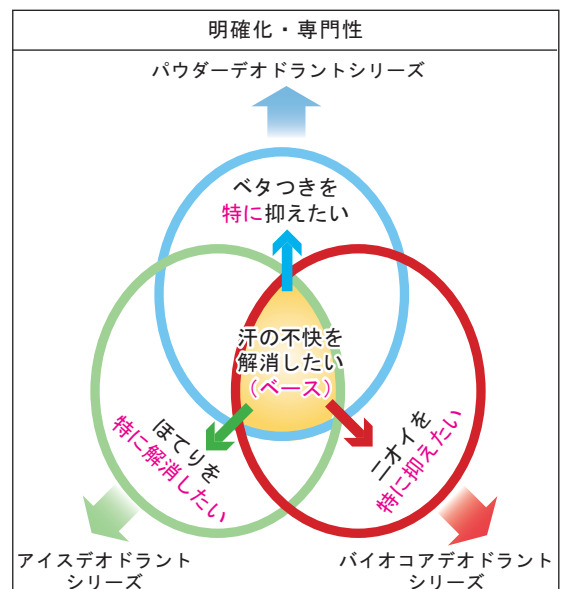 明確化・専門性
パウダーデオドラントシリーズ
ベタつきを
特に抑えたい
汗の不快を
解消したい
（ベース）
ほてりを
特に解消したい
ニオイを
特に抑えたい
アイスデオドラント
シリーズ
バイオコアデオドラント
シリーズ